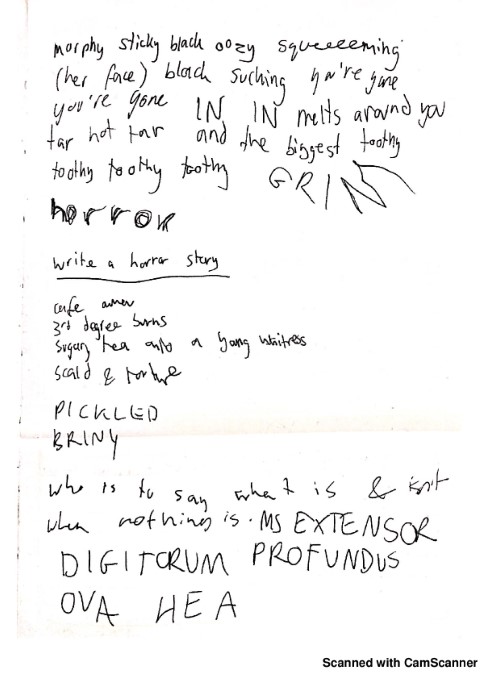 morphy sticky black oozy squeeeeming
(her face) black sucking you're gone
you're gone IN IN melts around you
tar hot tar and the biggest toothy
toothy toothy toothy GRIN
horror
write a horror story
cafe
3rd degree burns
sugary tea onto a young waitress
scald & torture
PICKLED
BRINY
who is to say what is & isn't
when nothing is. MS EXTENSOR
DIGITORUM PROFUNDUS
OVA HEA
Scanned with CamScanner